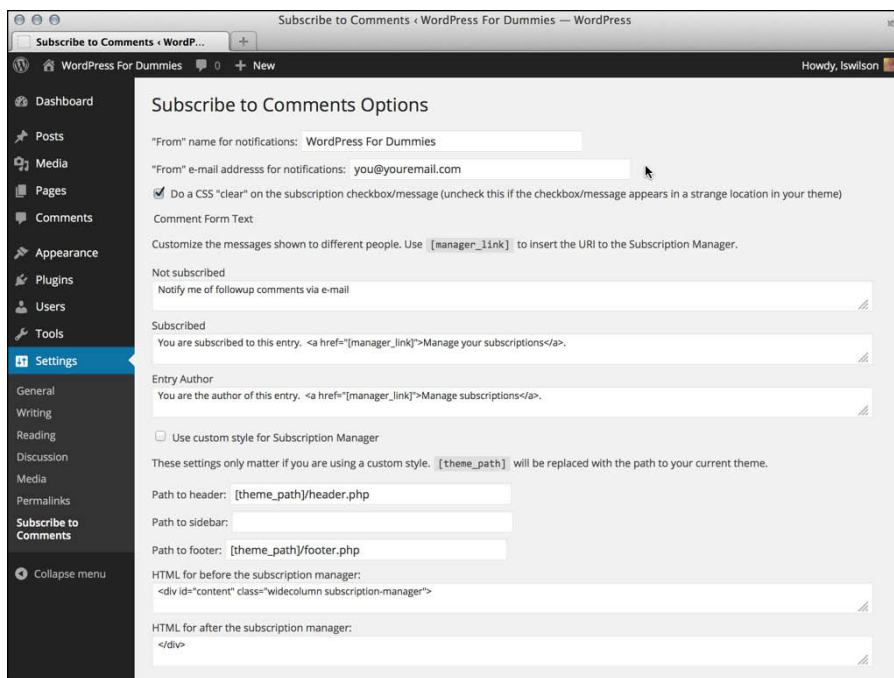 Subscribe to Comments ‹ WordPress For Dummies — WordPress
Subscribe to Comments ‹ WordP...
WordPress For Dummies 0 + New
Howdy, lswilson
Dashboard
Posts
Media
Pages
Comments
Appearance
Plugins
Users
Tools
Settings
General
Writing
Reading
Discussion
Media
Permalinks
Subscribe to
Comments
Collapse menu
Subscribe to Comments Options
"From" name for notifications: WordPress For Dummies
"From" e-mail addresss for notifications: you@youremail.com
Do a CSS "clear" on the subscription checkbox/message (uncheck this if the checkbox/message appears in a strange location in your theme)
Comment Form Text
Customize the messages shown to different people. Use [manager_link] to insert the URI to the Subscription Manager.
Not subscribed
Notify me of followup comments via e-mail
Subscribed
You are subscribed to this entry. <a href="[manager_link]">Manage your subscriptions</a>.
Entry Author
You are the author of this entry. <a href="[manager_link]">Manage subscriptions</a>.
Use custom style for Subscription Manager
These settings only matter if you are using a custom style. [theme_path] will be replaced with the path to your current theme.
Path to header: [theme_path]/header.php
Path to sidebar:
Path to footer: [theme_path]/footer.php
HTML for before the subscription manager:
<div id="content" class="widecolumn subscription-manager">
HTML for after the subscription manager:
</div>